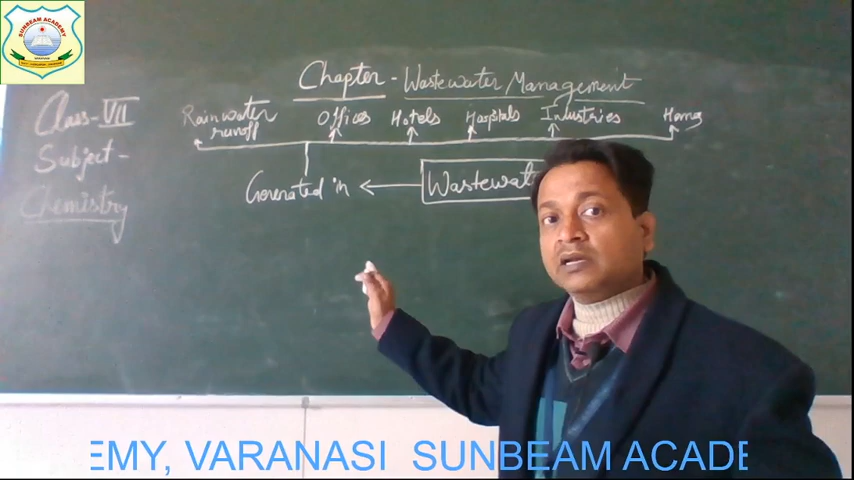 SUNBEAM ACADEMY
Chapter - Wastewater Management
Class - VII
Subject -
Chemistry
Rainwater runoff
Offices
Hotels
Hospitals
Industries
Homes
Generated in
Wastewat
EMY, VARANASI SUNBEAM ACADE